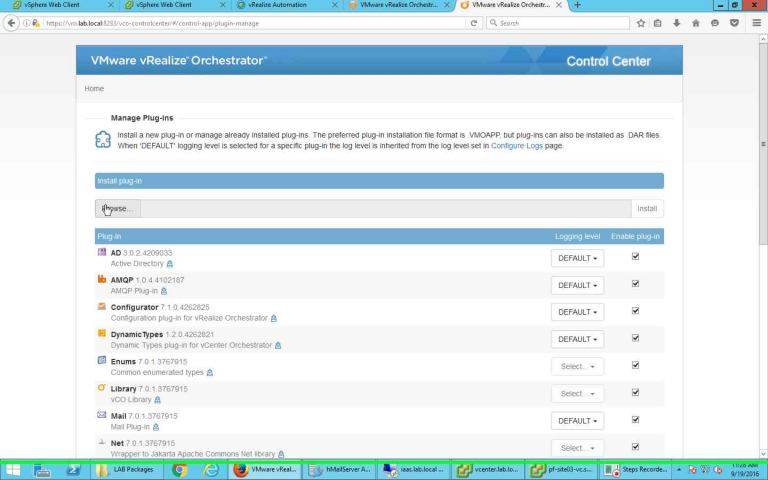 vSphere Web Client
vSphere Web Client
vRealize Automation
VMware vRealize Orchestr...
VMware vRealize Orchestr...
https://vro.lab.local:8283/vco-controlcenter/#/control-app/plugin-manage
Search
VMware vRealize™ Orchestrator™
Control Center
Home
Manage Plug-Ins
Install a new plug-in or manage already installed plug-ins. The preferred plug-in installation file format is .VMOAPP, but plug-ins can also be installed as .DAR files.
When 'DEFAULT' logging level is selected for a specific plug-in the log level is inherited from the log level set in Configure Logs page.
Install plug-in
Browse...
Install
Plug-In
Logging level
Enable plug-in
AD 3.0.2.4209933
Active Directory
DEFAULT
AMQP 1.0.4.4102187
AMQP Plug-in
DEFAULT
Configurator 7.1.0.4262825
Configuration plug-in for vRealize Orchestrator
DEFAULT
DynamicTypes 1.2.0.4262821
Dynamic Types plug-in for vCenter Orchestrator
DEFAULT
Enums 7.0.1.3767915
Common enumerated types
Select...
Library 7.0.1.3767915
vCO Library
Select...
Mail 7.0.1.3767915
Mail Plug-in
DEFAULT
Net 7.0.1.3767915
Wrapper to Jakarta Apache Commons Net library
Select...
LAB Packages
VMware vReal...
hMailServer A...
iaas.lab.local ...
vcenter.lab.lo...
pf-site03-vc.s...
Steps Recorde...
11:28 AM
9/19/2016